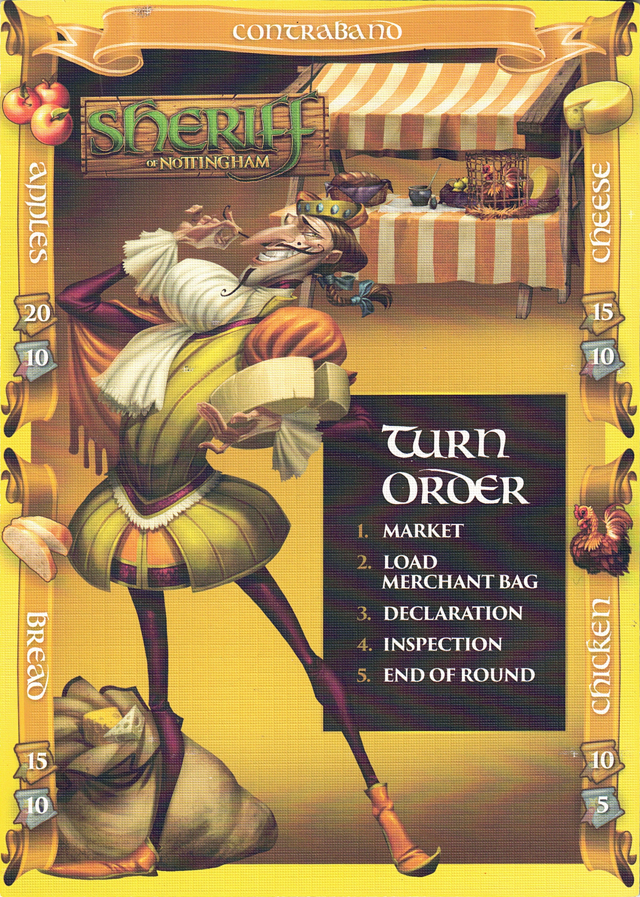 CONTRABAND
SHERIFF
OF NOTTINGHAM
APPLES
20
10
CHEESE
15
10
TURN
ORDER
1. MARKET
2. LOAD
MERCHANT BAG
3. DECLARATION
4. INSPECTION
5. END OF ROUND
BREAD
15
10
CHICKEN
10
5